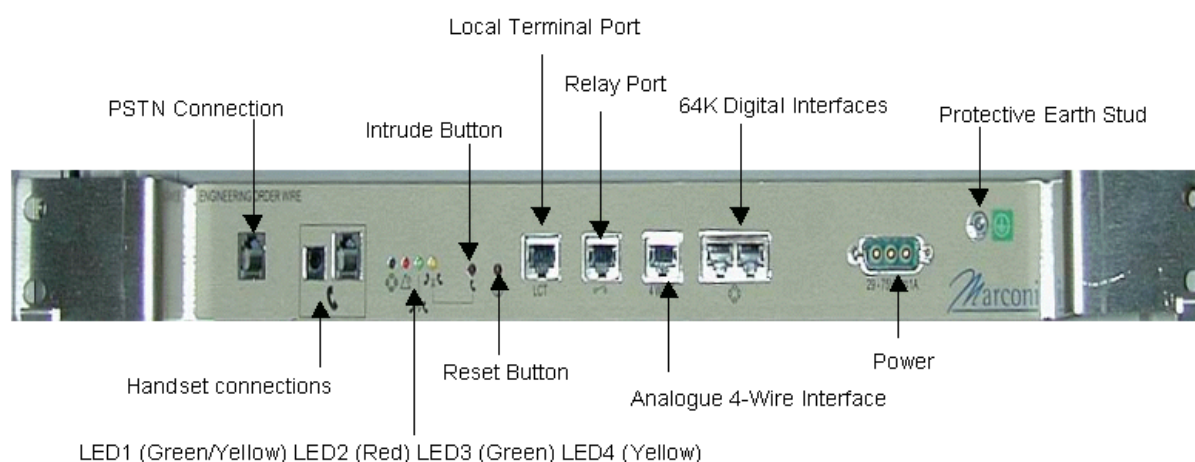 Local Terminal Port
Relay Port
PSTN Connection
Intrude Button
64K Digital Interfaces
Protective Earth Stud
ENGINEERING ORDER WIRE
LCT
Marconi
Handset connections
Reset Button
Analogue 4-Wire Interface
Power
LED1 (Green/Yellow) LED2 (Red) LED3 (Green) LED4 (Yellow)